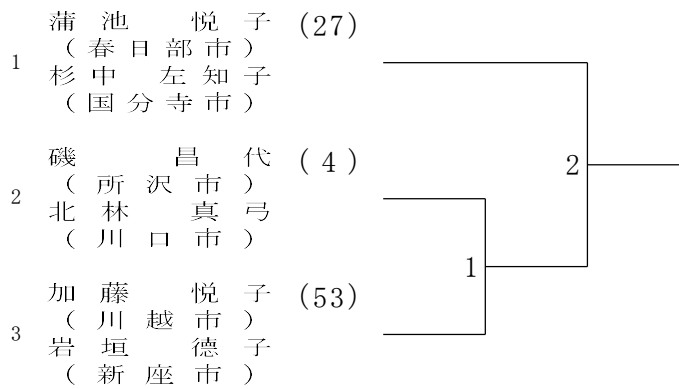 1 蒲池 悦子 (27)
(春日部市)
杉中 左知子
(国分寺市)
2 磯 昌代 (4)
(所沢市)
北林 真弓
(川口市)
3 加藤 悦子 (53)
(川越市)
岩垣 徳子
(新座市)
2
1